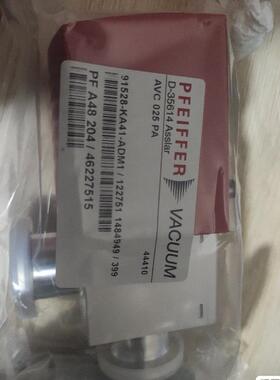 PFEIFFER VACUUM
D-35614 Asslar
AVC 025 PA
44410
91528-KA41-ADM1 / 122751 1484949 / 399
PF A48 204 / 46227515